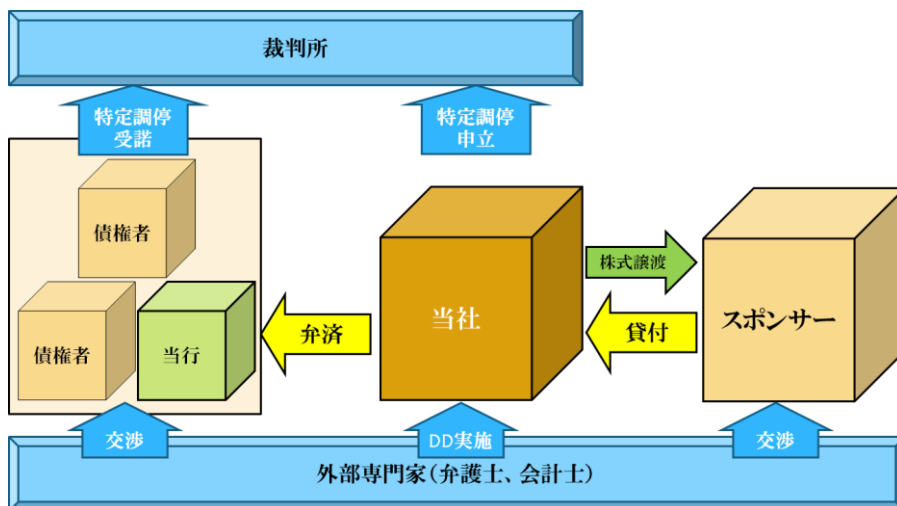 裁判所
特定調停
受諾
特定調停
申立
債権者
債権者
当行
弁済
当社
株式譲渡
貸付
スポンサー
交渉
DD実施
交渉
外部専門家(弁護士、会計士)